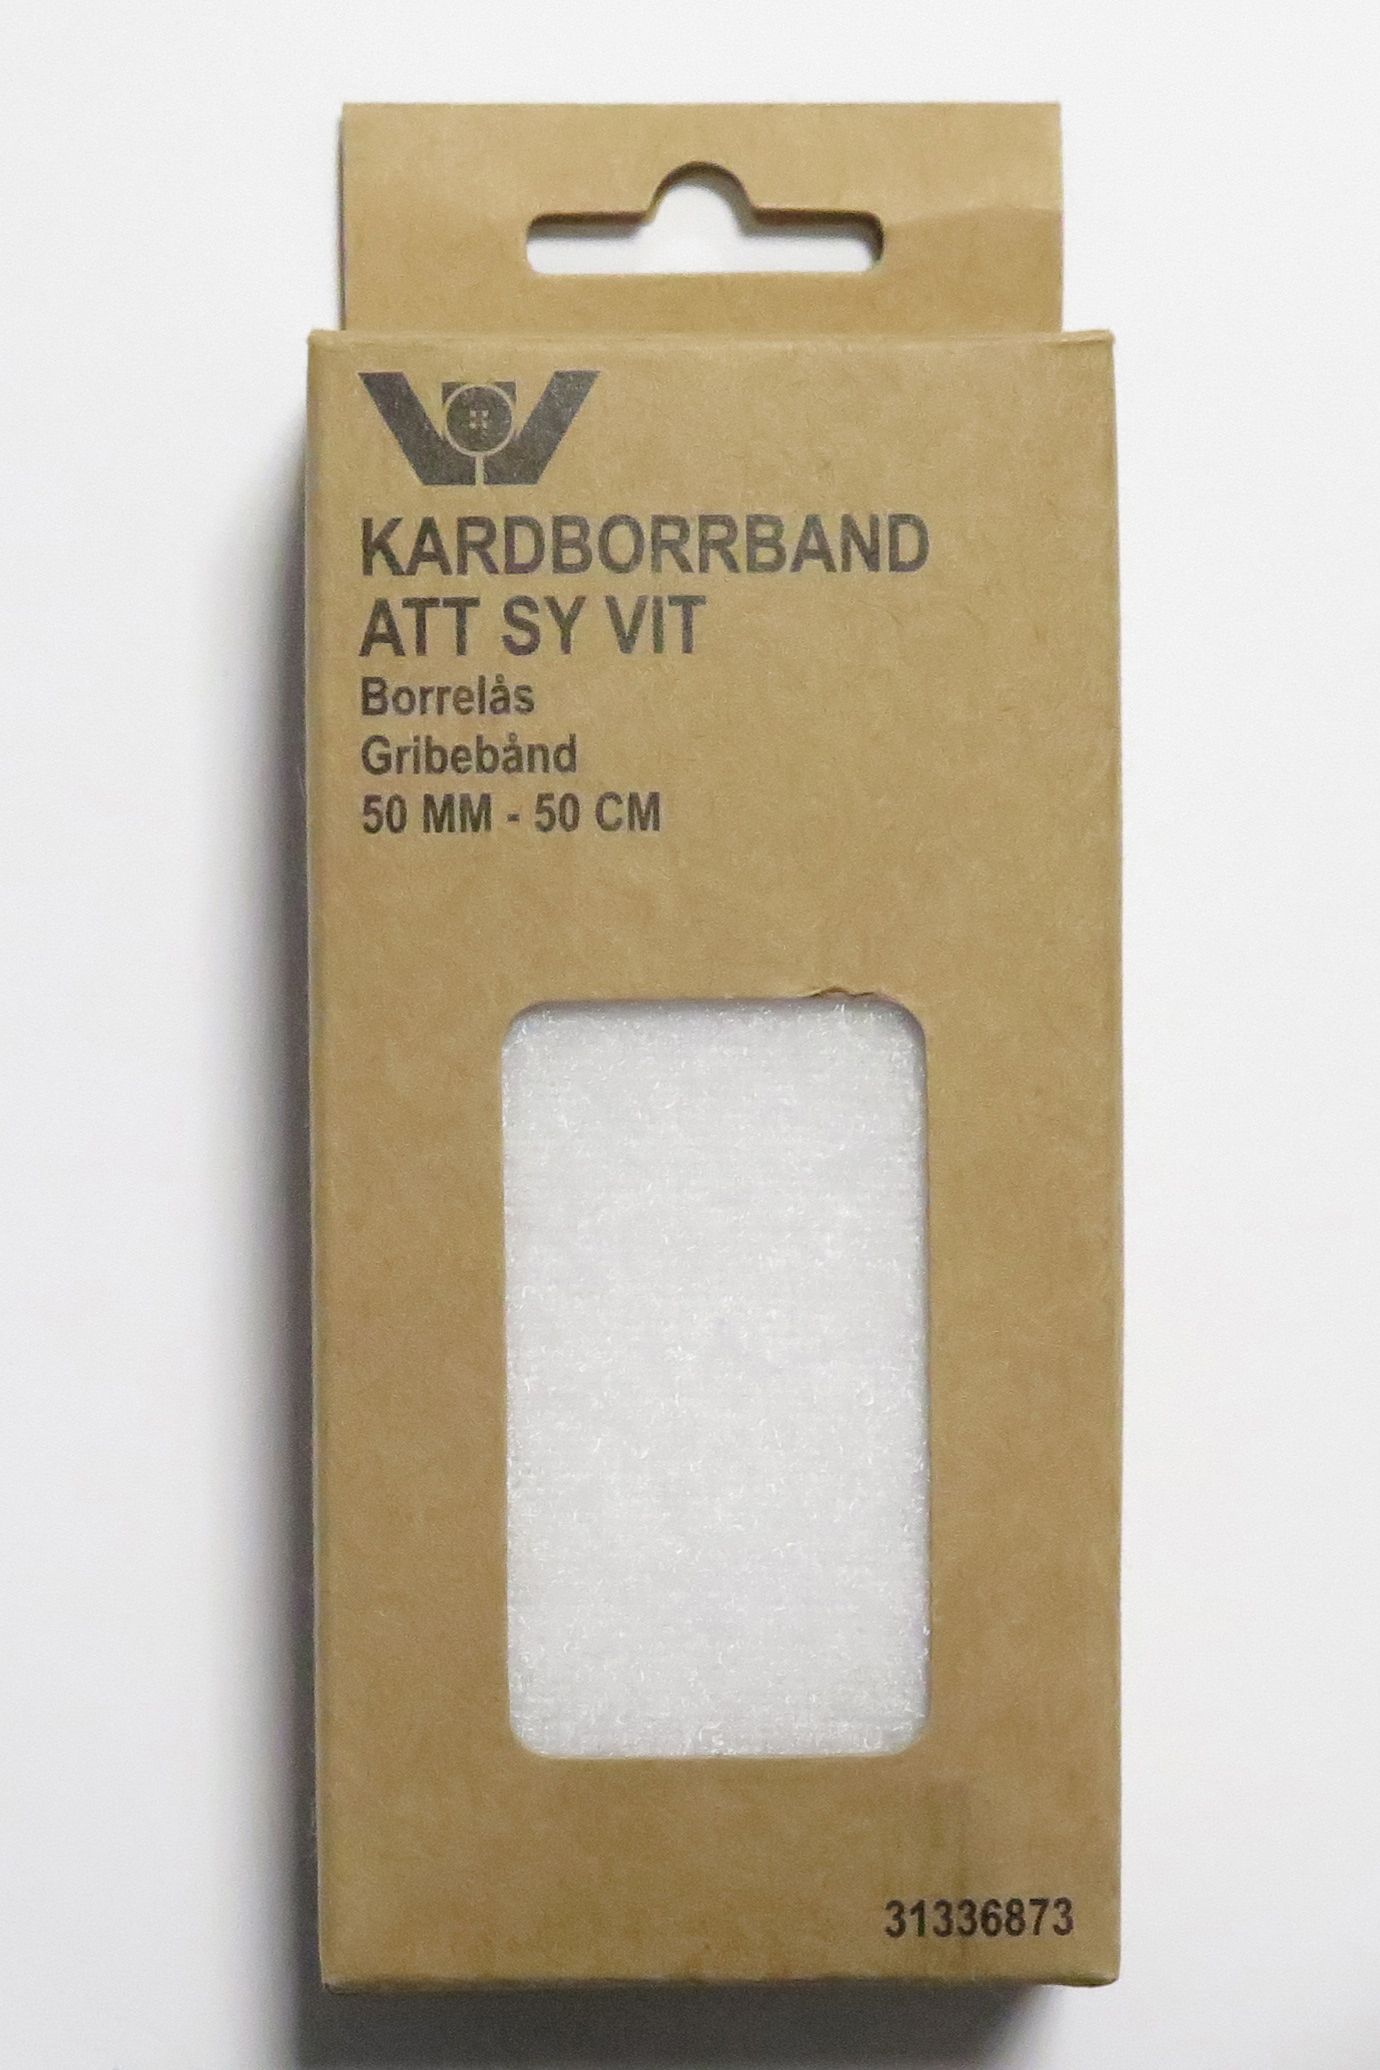 KARDBORRBAND
ATT SY VIT
Borrelås
Gribebånd
50 MM - 50 CM
31336873